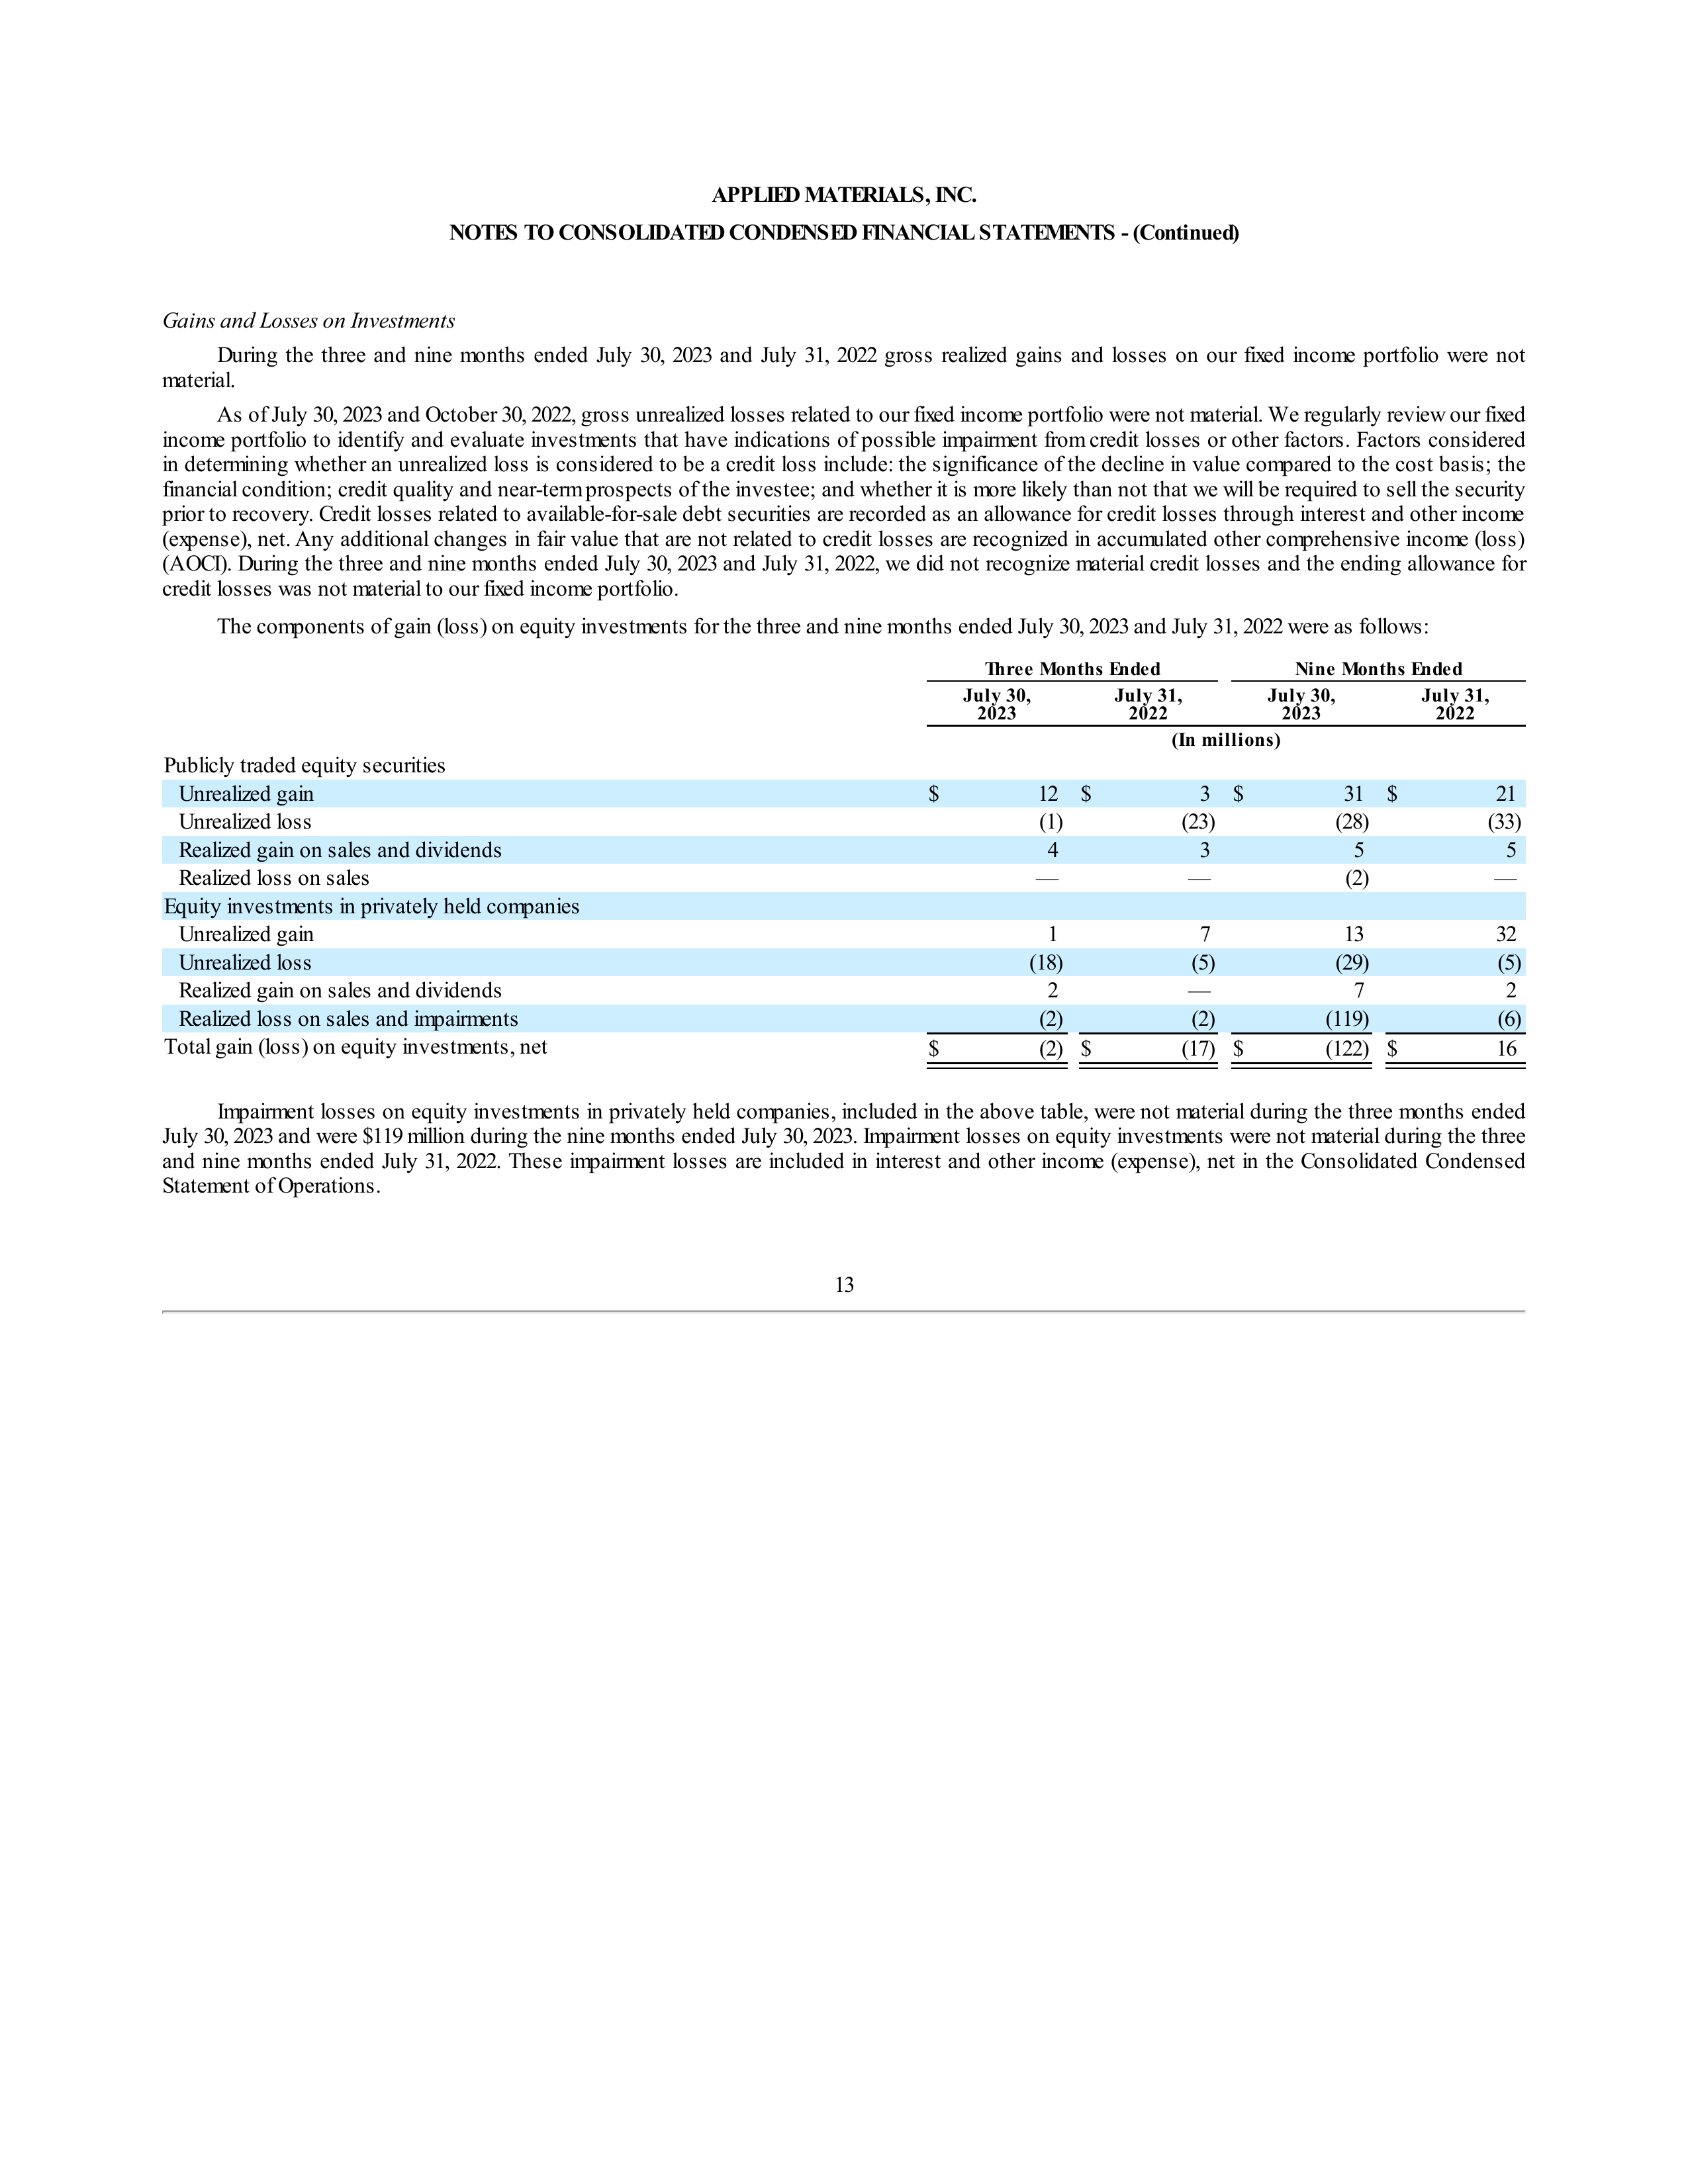 APPLIED MATERIALS, INC.
NOTES TO CONSOLIDATED CONDENSED FINANCIAL STATEMENTS - (Continued)
Gains and Losses on Investments
During the three and nine months ended July 30, 2023 and July 31, 2022 gross realized gains and losses on our fixed income portfolio were not
material.
As of July 30, 2023 and October 30, 2022, gross unrealized losses related to our fixed income portfolio were not material. We regularly review our fixed
income portfolio to identify and evaluate investments that have indications of possible impairment from credit losses or other factors. Factors considered
in determining whether an unrealized loss is considered to be a credit loss include: the significance of the decline in value compared to the cost basis; the
financial condition; credit quality and near-term prospects of the investee; and whether it is more likely than not that we will be required to sell the security
prior to recovery. Credit losses related to available-for-sale debt securities are recorded as an allowance for credit losses through interest and other income
(expense), net. Any additional changes in fair value that are not related to credit losses are recognized in accumulated other comprehensive income (loss)
(AOCI). During the three and nine months ended July 30, 2023 and July 31, 2022, we did not recognize material credit losses and the ending allowance for
credit losses was not material to our fixed income portfolio.
The components of gain (loss) on equity investments for the three and nine months ended July 30, 2023 and July 31, 2022 were as follows:
Three Months Ended Nine Months Ended
July 30, July 31, July 30, July 31,
2023 2022 2023 2022
(In millions)
Publicly traded equity securities
Unrealized gain $ 12 $ 3 $ 31 $ 21
Unrealized loss (1) (23) (28) (33)
Realized gain on sales and dividends 4 3 5 5
Realized loss on sales — — (2) —
Equity investments in privately held companies
Unrealized gain 1 7 13 32
Unrealized loss (18) (5) (29) (5)
Realized gain on sales and dividends 2 — 7 2
Realized loss on sales and impairments (2) (2) (119) (6)
Total gain (loss) on equity investments, net $ (2) $ (17) $ (122) $ 16
Impairment losses on equity investments in privately held companies, included in the above table, were not material during the three months ended
July 30, 2023 and were $119 million during the nine months ended July 30, 2023. Impairment losses on equity investments were not material during the three
and nine months ended July 31, 2022. These impairment losses are included in interest and other income (expense), net in the Consolidated Condensed
Statement of Operations.
13